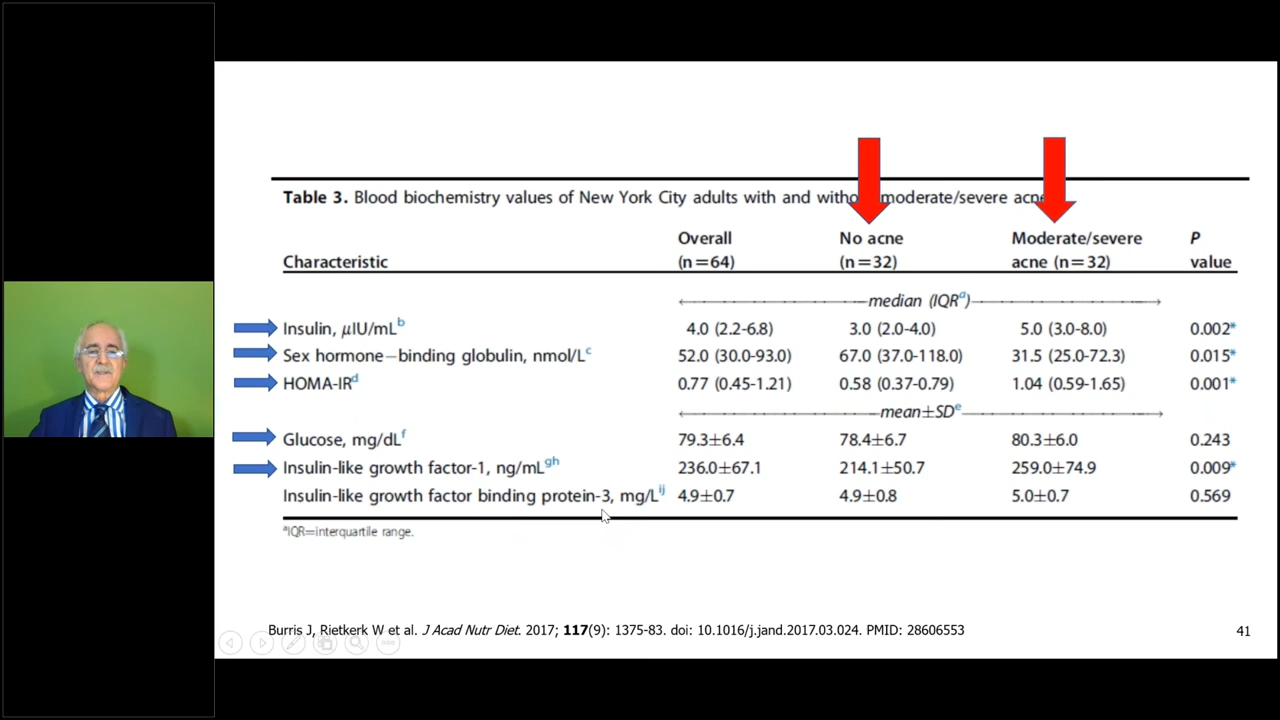 Table 3. Blood biochemistry values of New York City adults with and witho moderate/severe acne
Characteristic Overall (n=64) No acne (n=32) Moderate/severe acne (n=32) P value
median (IQRᵃ)
Insulin, μIU/mLᵇ 4.0 (2.2-6.8) 3.0 (2.0-4.0) 5.0 (3.0-8.0) 0.002*
Sex hormone–binding globulin, nmol/Lᶜ 52.0 (30.0-93.0) 67.0 (37.0-118.0) 31.5 (25.0-72.3) 0.015*
HOMA-IRᵈ 0.77 (0.45-1.21) 0.58 (0.37-0.79) 1.04 (0.59-1.65) 0.001*
mean±SDᵉ
Glucose, mg/dLᶠ 79.3±6.4 78.4±6.7 80.3±6.0 0.243
Insulin-like growth factor-1, ng/mLᵍʰ 236.0±67.1 214.1±50.7 259.0±74.9 0.009*
Insulin-like growth factor binding protein-3, mg/Lⁱʲ 4.9±0.7 4.9±0.8 5.0±0.7 0.569
ᵃIQR=interquartile range.
Burris J, Rietkerk W et al. J Acad Nutr Diet. 2017; 117(9): 1375-83. doi: 10.1016/j.jand.2017.03.024. PMID: 28606553
41